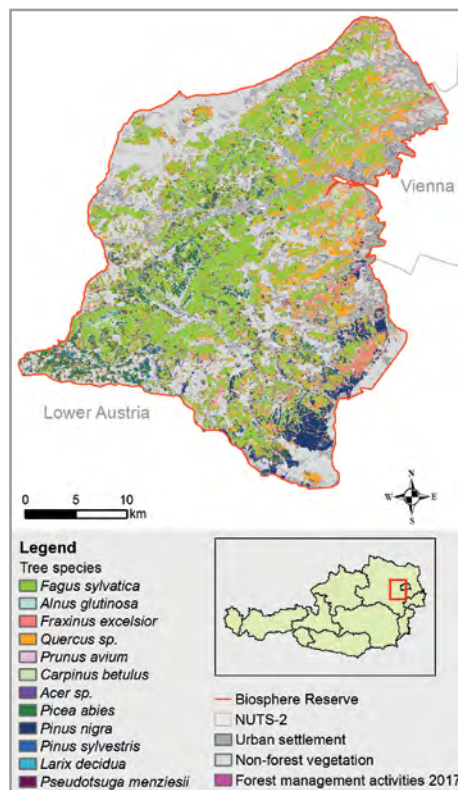 Vienna
Lower Austria
0 5 10
km
N
W E
S
Legend
Tree species
Fagus sylvatica
Alnus glutinosa
Fraxinus excelsior
Quercus sp.
Prunus avium
Carpinus betulus
Acer sp.
Picea abies
Pinus nigra
Pinus sylvestris
Larix decidua
Pseudotsuga menziesii
Biosphere Reserve
NUTS-2
Urban settlement
Non-forest vegetation
Forest management activities 2017